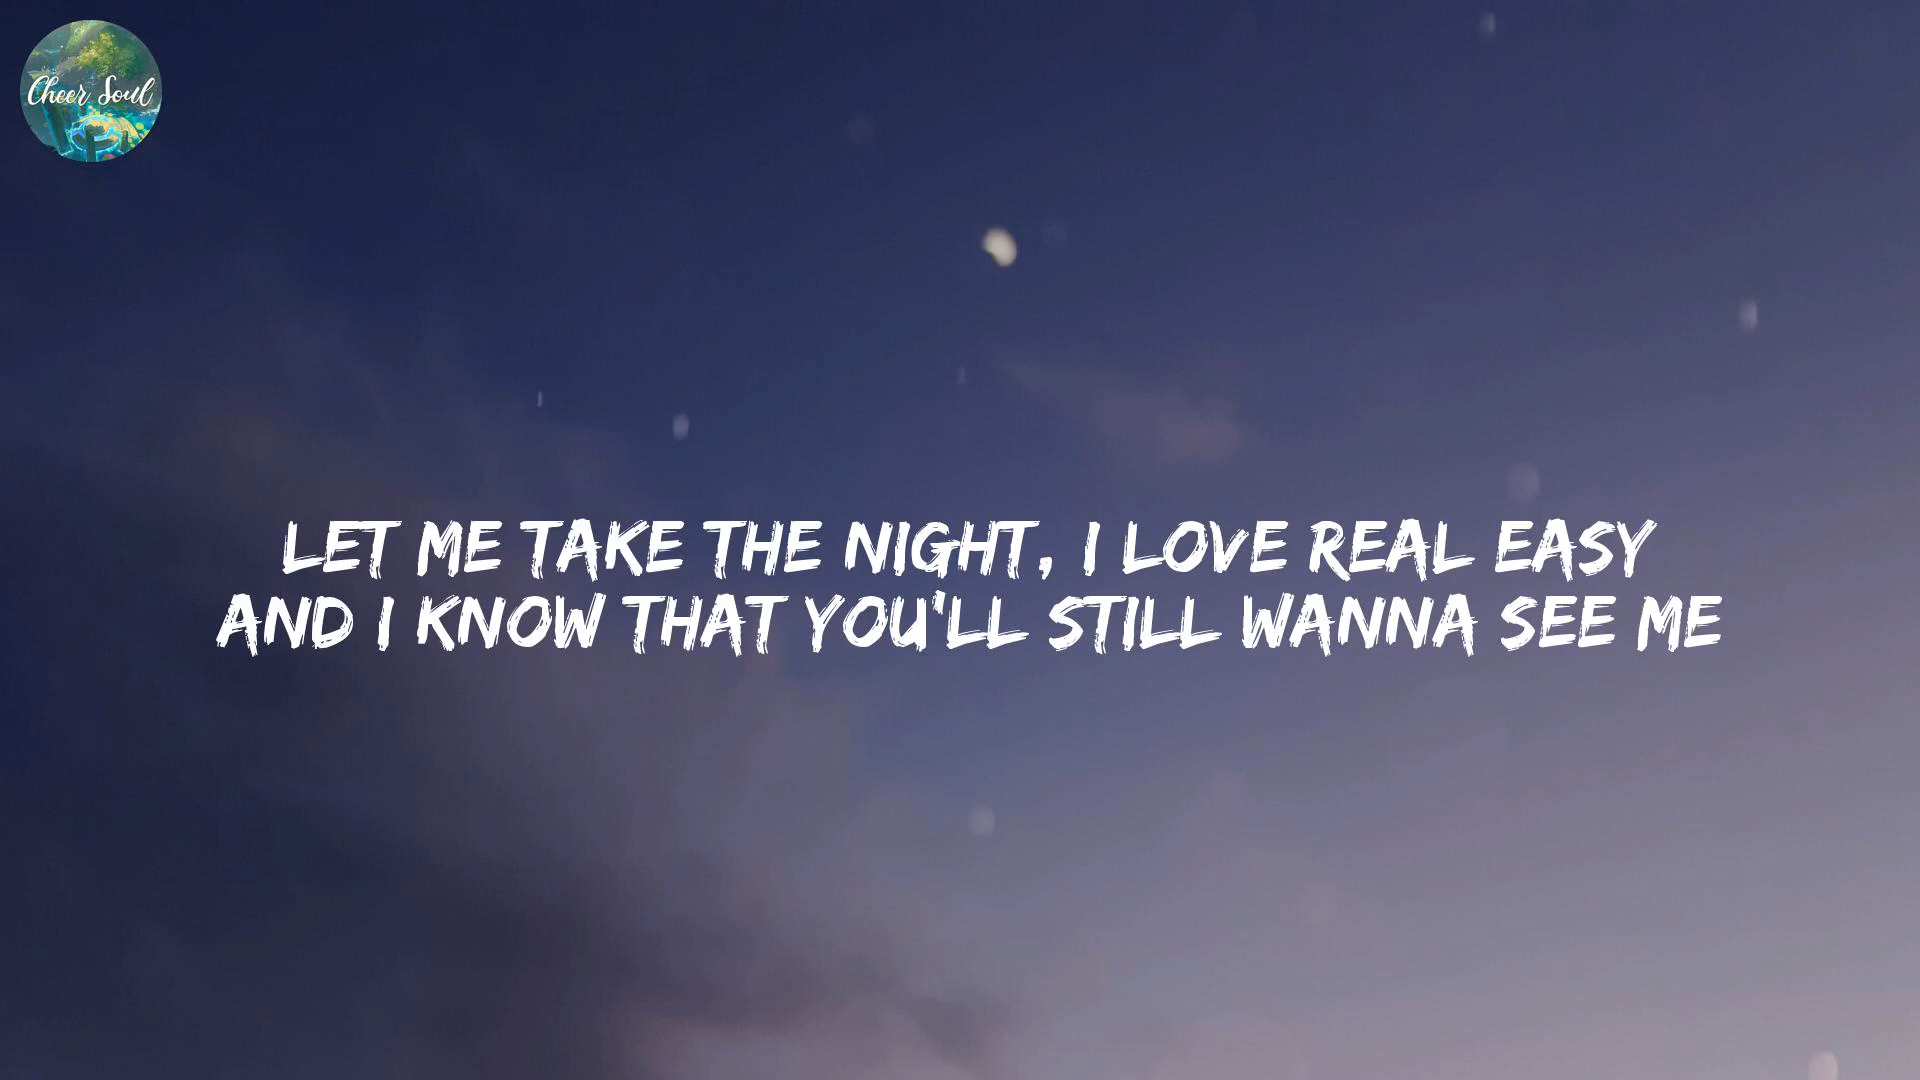 Cheer Soul
LET ME TAKE THE NIGHT, I LOVE REAL EASY
AND I KNOW THAT YOU'LL STILL WANNA SEE ME